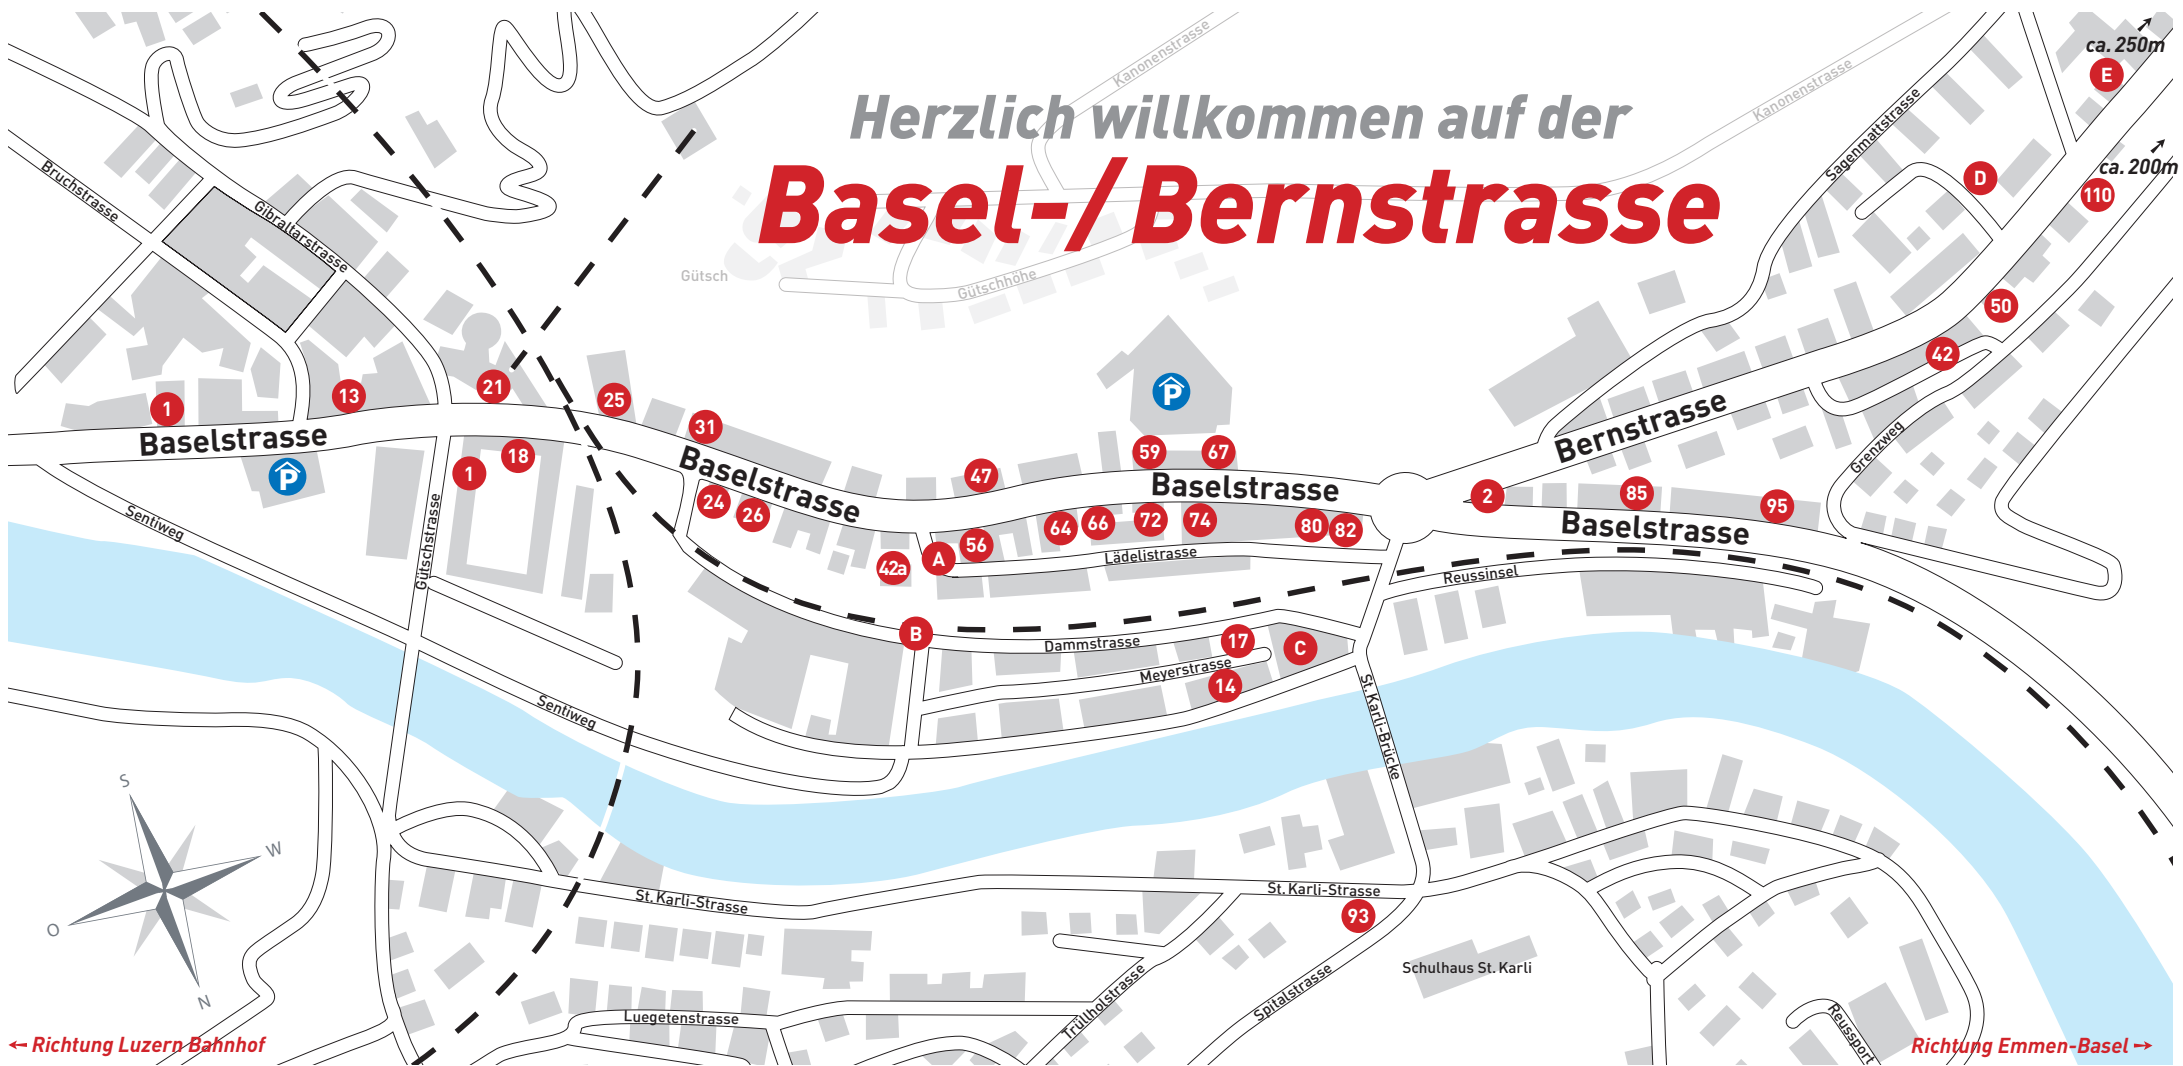 Herzlich willkommen auf der
Basel-/Bernstrasse
Kanonenstrasse
Kanonenstrasse
Sagenmattstrasse
ca. 250m
E
ca. 200m
110
D
Bruchstrasse
Gibraltarstrasse
Gütsch
Gütschhöhe
50
42
1
13
21
25
31
P
Baselstrasse
P
1
18
Baselstrasse
24
26
47
59
67
Baselstrasse
Bernstrasse
Grenzweg
2
85
95
Baselstrasse
64
66
72
74
80
82
56
A
42a
Lädelistrasse
Reussinsel
Sentiweg
Gütschstrasse
B
Dammstrasse
17
C
Meyerstrasse
14
Sentiweg
St. Karli-Brücke
S
W
O
N
St. Karli-Strasse
St. Karli-Strasse
93
Schulhaus St. Karli
Spitalstrasse
Trüllhofstrasse
Luegetenstrasse
Reussport
Richtung Luzern Bahnhof
Richtung Emmen-Basel